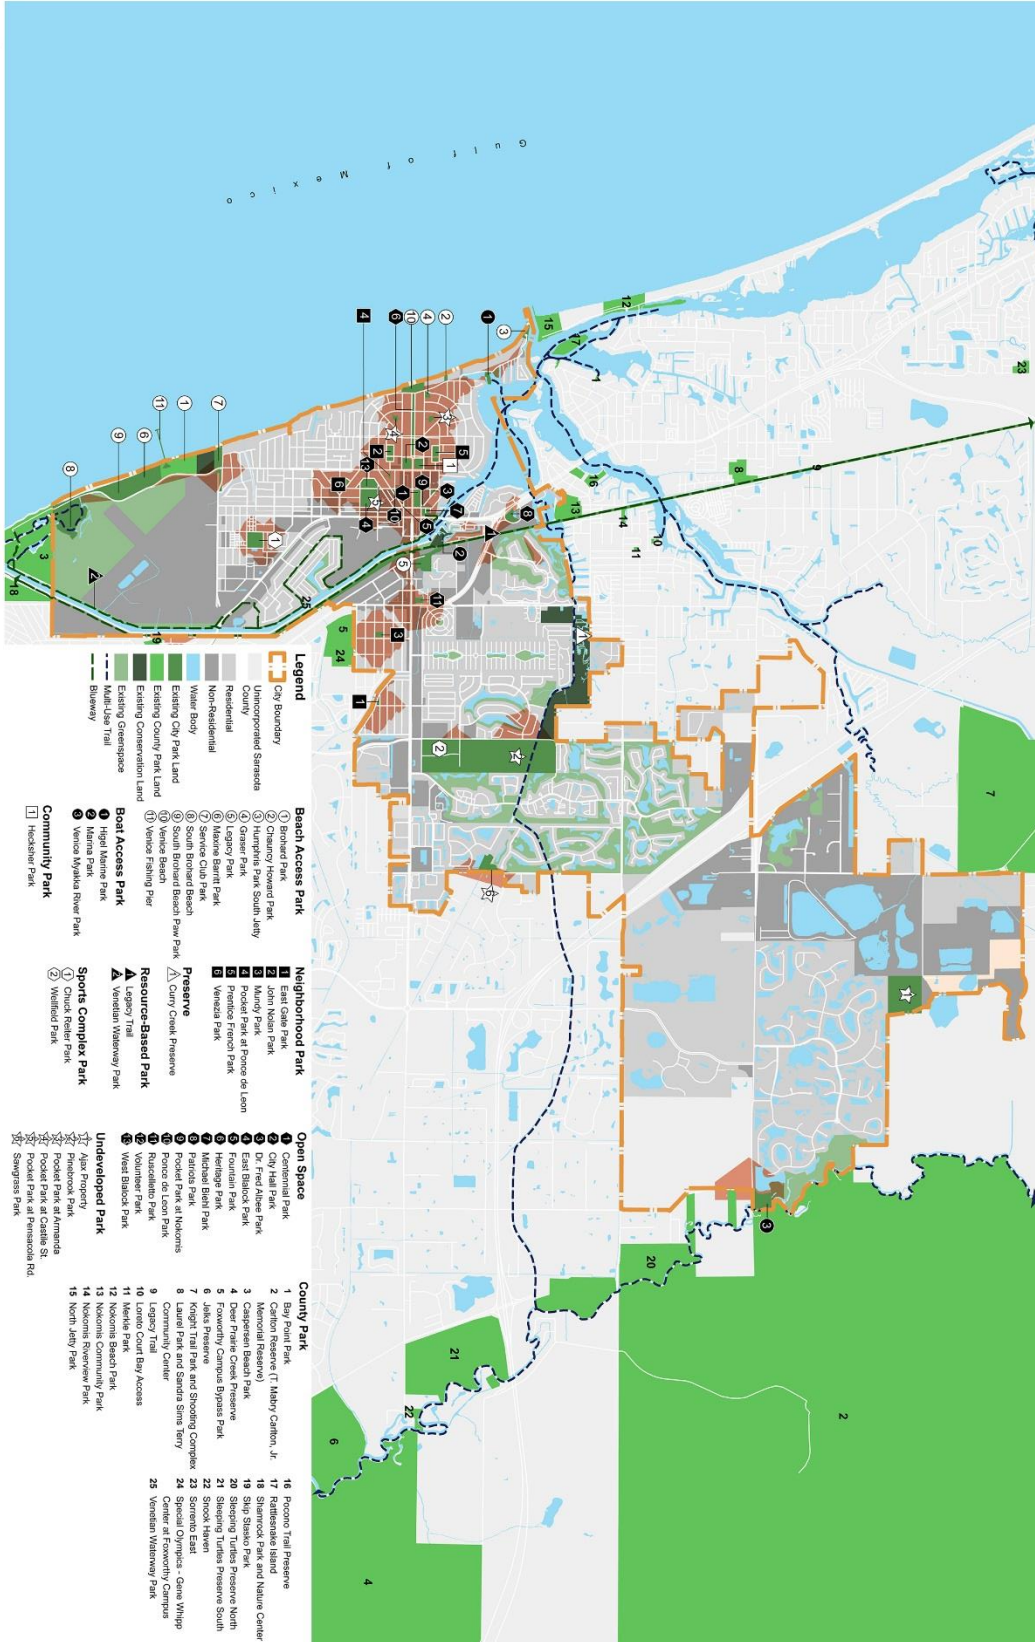 Gulf of Mexico
Legend
City Boundary
Unincorporated Sarasota
County
Residential
Non-Residential
Water Body
Existing City Park Land
Existing County Park Land
Existing Conservation Land
Existing Greenspace
Multi-Use Trail
Blueway
Beach Access Park
1 Brohard Park
2 Chauncy Howard Park
3 Humphris Park South Jetty
4 Graser Park
5 Legacy Park
6 Maxine Barritt Park
7 Service Club Park
8 South Brohard Beach
9 South Brohard Beach Paw Park
10 Venice Beach
11 Venice Fishing Pier
Boat Access Park
1 Higel Marine Park
2 Marina Park
3 Venice Myakka River Park
Community Park
1 Hecksher Park
Neighborhood Park
1 East Gate Park
2 John Nolan Park
3 Mundy Park
4 Pocket Park at Ponce de Leon
5 Prentice French Park
6 Venezia Park
Preserve
1 Curry Creek Preserve
Resource-Based Park
1 Legacy Trail
2 Venetian Waterway Park
Sports Complex Park
1 Chuck Reiter Park
2 Wellfield Park
Open Space
1 Centennial Park
2 City Hall Park
3 Dr. Fred Albee Park
4 East Blalock Park
5 Fountain Park
6 Heritage Park
7 Michael Biehl Park
8 Patriots Park
9 Pocket Park at Nokomis
10 Ponce de Leon Park
11 Ruscelletto Park
12 Volunteer Park
13 West Blalock Park
Undeveloped Park
1 Ajax Property
2 Pinebrook Park
3 Pocket Park at Armanda
4 Pocket Park at Castile St.
5 Pocket Park at Pensacola Rd.
6 Sawgrass Park
County Park
1 Bay Point Park
2 Carlton Reserve (T. Mabry Carlton, Jr.
Memorial Reserve)
3 Caspersen Beach Park
4 Deer Prairie Creek Preserve
5 Foxworthy Campus Bypass Park
6 Jelks Preserve
7 Knight Trail Park and Shooting Complex
8 Laurel Park and Sandra Sims Terry
Community Center
9 Legacy Trail
10 Loreto Court Bay Access
11 Merkle Park
12 Nokomis Beach Park
13 Nokomis Community Park
14 Nokomis Riverview Park
15 North Jetty Park
16 Pocono Trail Preserve
17 Rattlesnake Island
18 Shamrock Park and Nature Center
19 Skip Stasko Park
20 Sleeping Turtles Preserve North
21 Sleeping Turtles Preserve South
22 Snook Haven
23 Sorrento East
24 Special Olympics - Gene Whipp
Center at Foxworthy Campus
25 Venetian Waterway Park